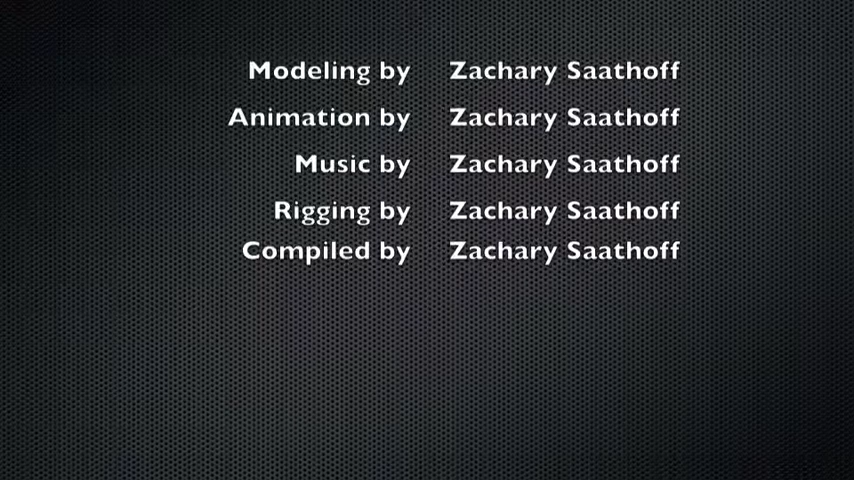 Modeling by Zachary Saathoff
Animation by Zachary Saathoff
Music by Zachary Saathoff
Rigging by Zachary Saathoff
Compiled by Zachary Saathoff